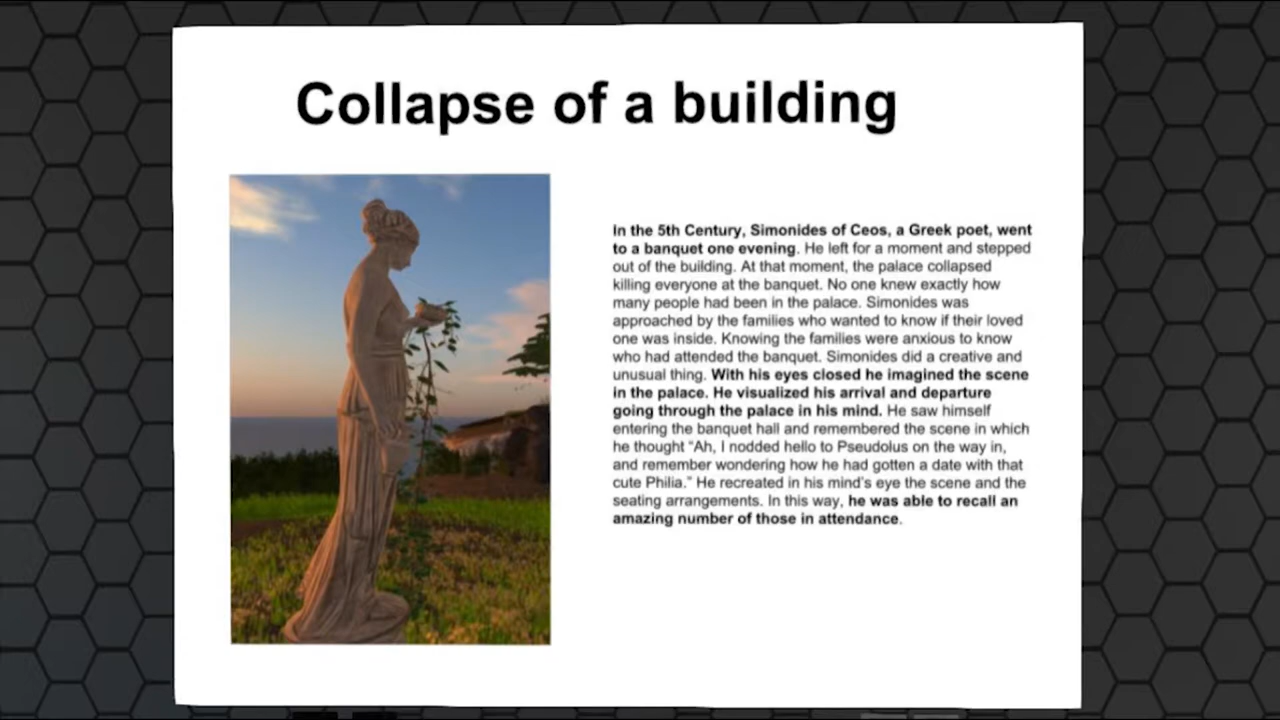 Collapse of a building
In the 5th Century, Simonides of Ceos, a Greek poet, went
to a banquet one evening. He left for a moment and stepped
out of the building. At that moment, the palace collapsed
killing everyone at the banquet. No one knew exactly how
many people had been in the palace. Simonides was
approached by the families who wanted to know if their loved
one was inside. Knowing the families were anxious to know
who had attended the banquet. Simonides did a creative and
unusual thing. With his eyes closed he imagined the scene
in the palace. He visualized his arrival and departure
going through the palace in his mind. He saw himself
entering the banquet hall and remembered the scene in which
he thought “Ah, I nodded hello to Pseudolus on the way in,
and remember wondering how he had gotten a date with that
cute Philia.” He recreated in his mind’s eye the scene and the
seating arrangements. In this way, he was able to recall an
amazing number of those in attendance.